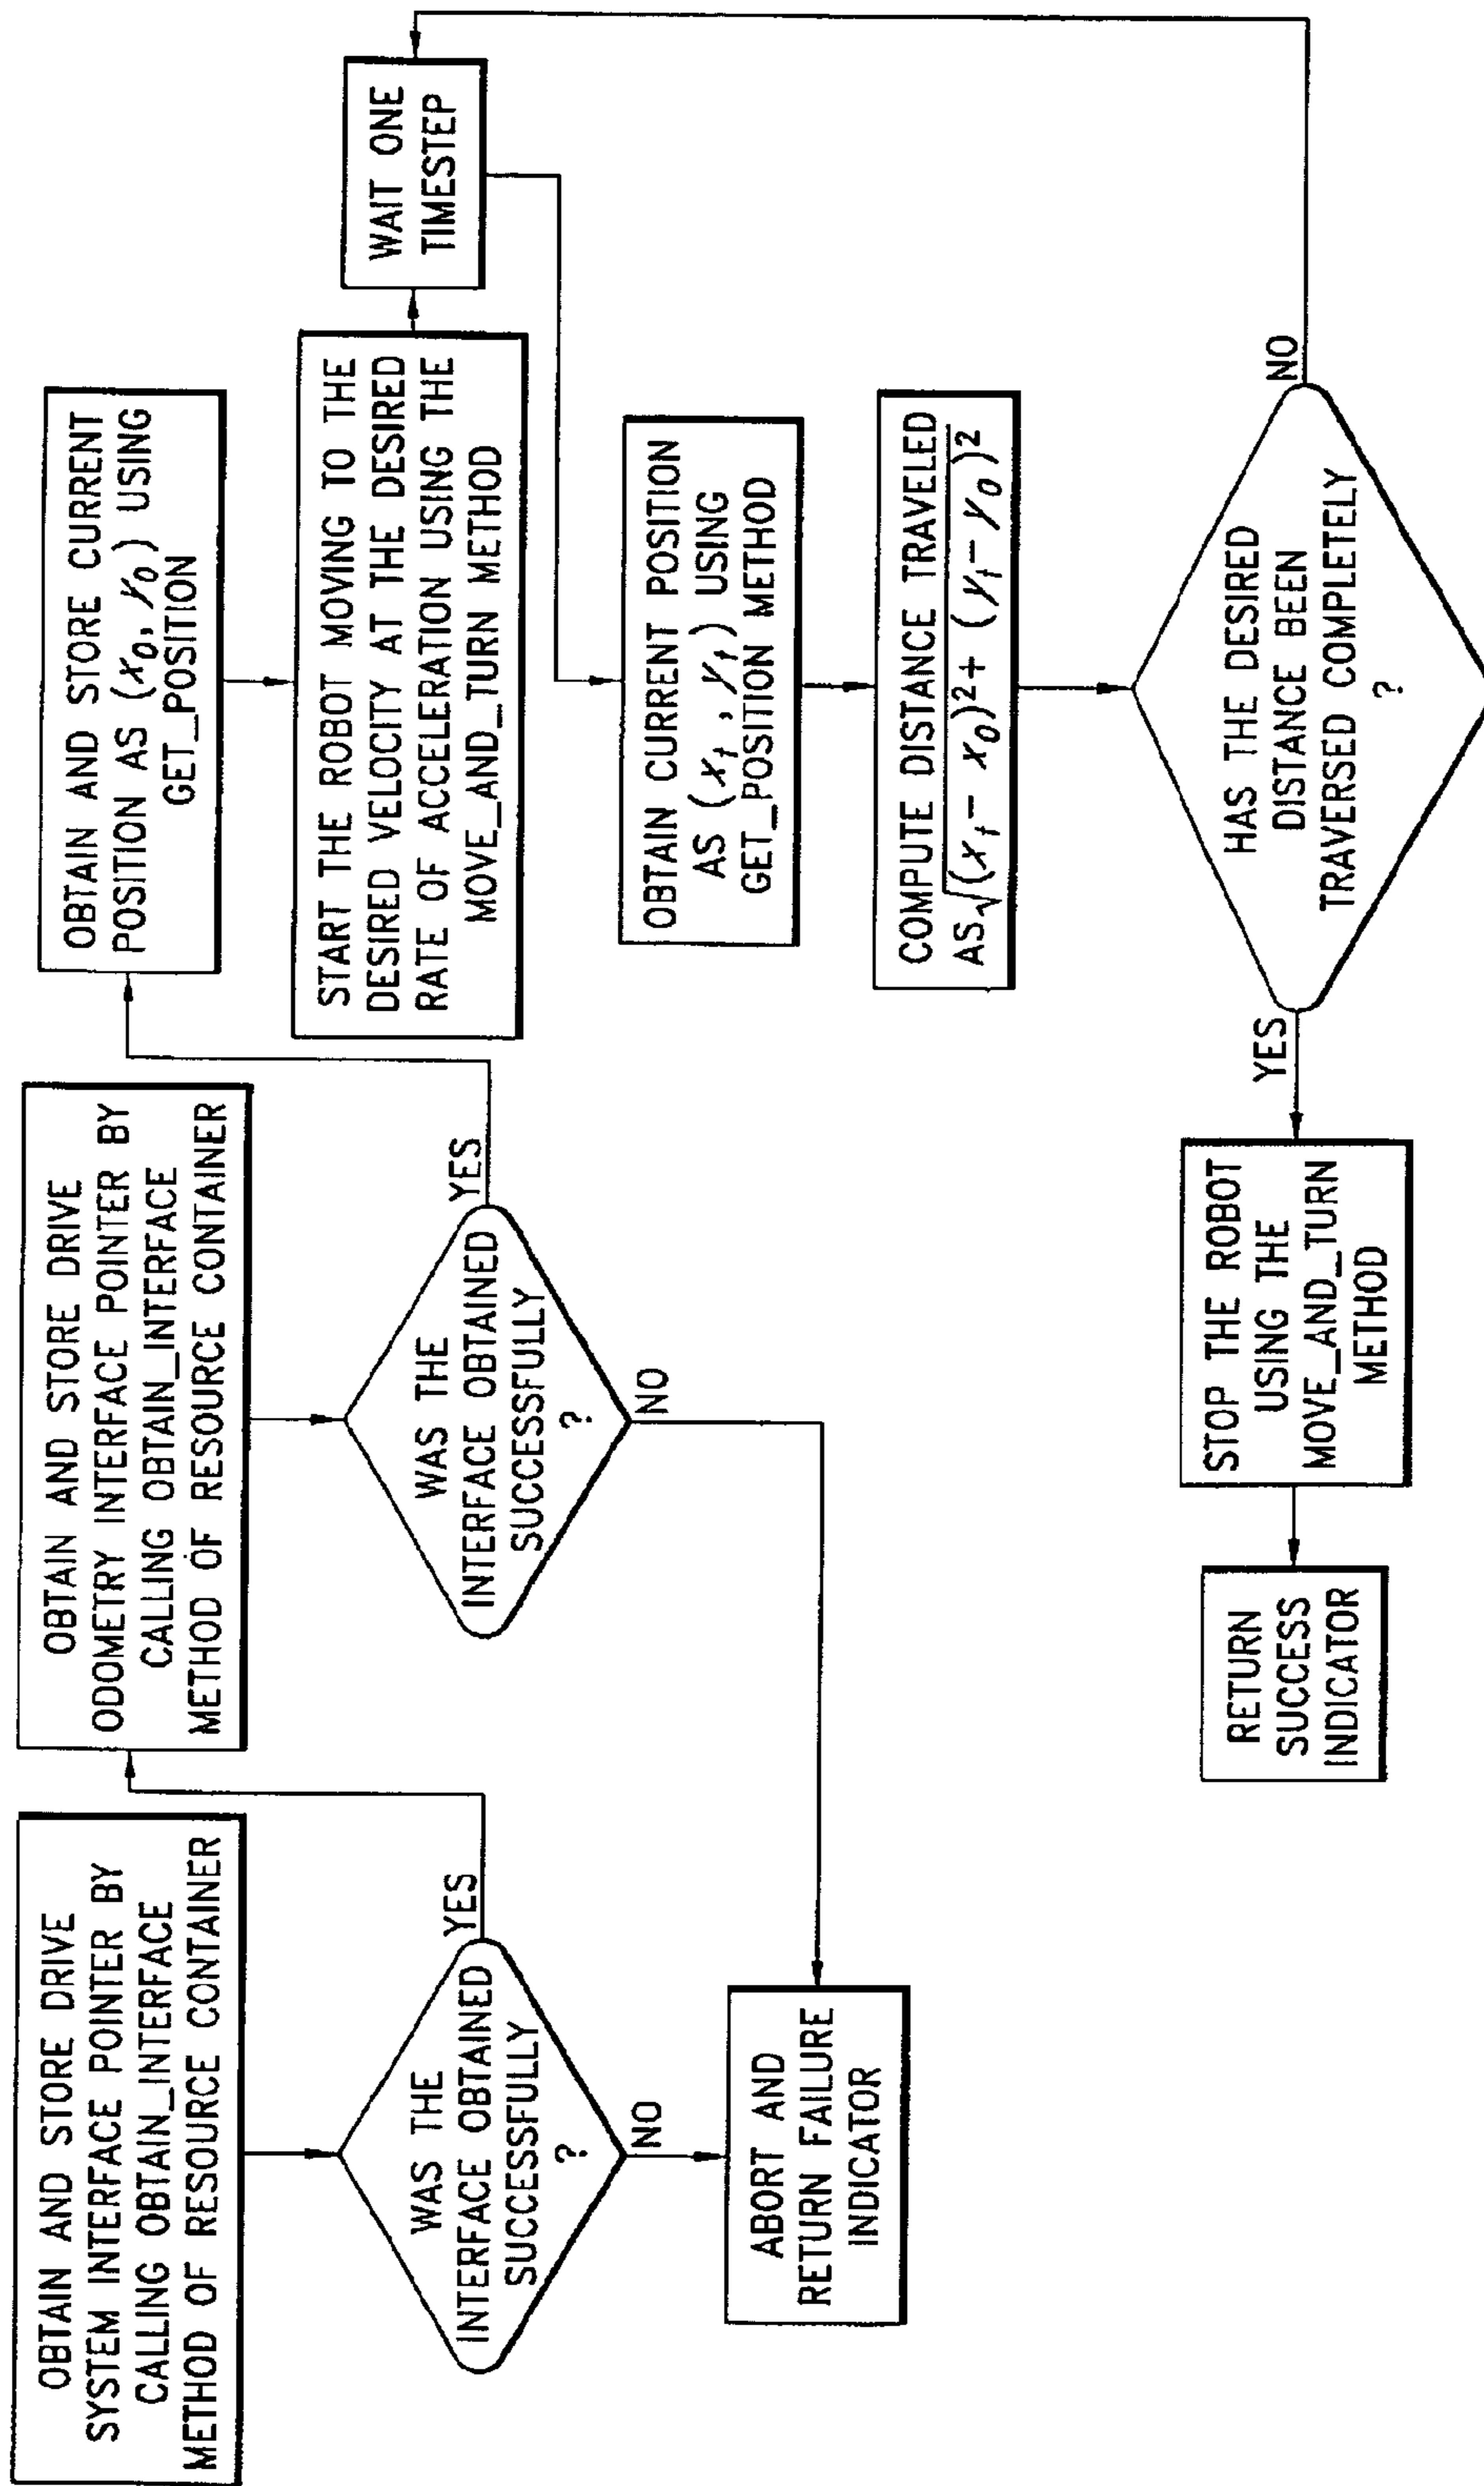 OBTAIN AND STORE DRIVE
SYSTEM INTERFACE POINTER BY
CALLING OBTAIN_INTERFACE
METHOD OF RESOURCE CONTAINER
WAS THE
INTERFACE OBTAINED
SUCCESSFULLY
?
YES
NO
ABORT AND
RETURN FAILURE
INDICATOR
OBTAIN AND STORE DRIVE
ODOMETRY INTERFACE POINTER BY
CALLING OBTAIN_INTERFACE
METHOD OF RESOURCE CONTAINER
WAS THE
INTERFACE OBTAINED
SUCCESSFULLY
?
YES
NO
OBTAIN AND STORE CURRENT
POSITION AS (x₀, y₀) USING
GET_POSITION
START THE ROBOT MOVING TO THE
DESIRED VELOCITY AT THE DESIRED
RATE OF ACCELERATION USING THE
MOVE_AND_TURN METHOD
WAIT ONE
TIMESTEP
OBTAIN CURRENT POSITION
AS (xₜ, yₜ) USING
GET_POSITION METHOD
COMPUTE DISTANCE TRAVELED
AS √(xₜ - x₀)² + (yₜ - y₀)²
HAS THE DESIRED
DISTANCE BEEN
TRAVERSED COMPLETELY
?
NO
YES
STOP THE ROBOT
USING THE
MOVE_AND_TURN
METHOD
RETURN
SUCCESS
INDICATOR